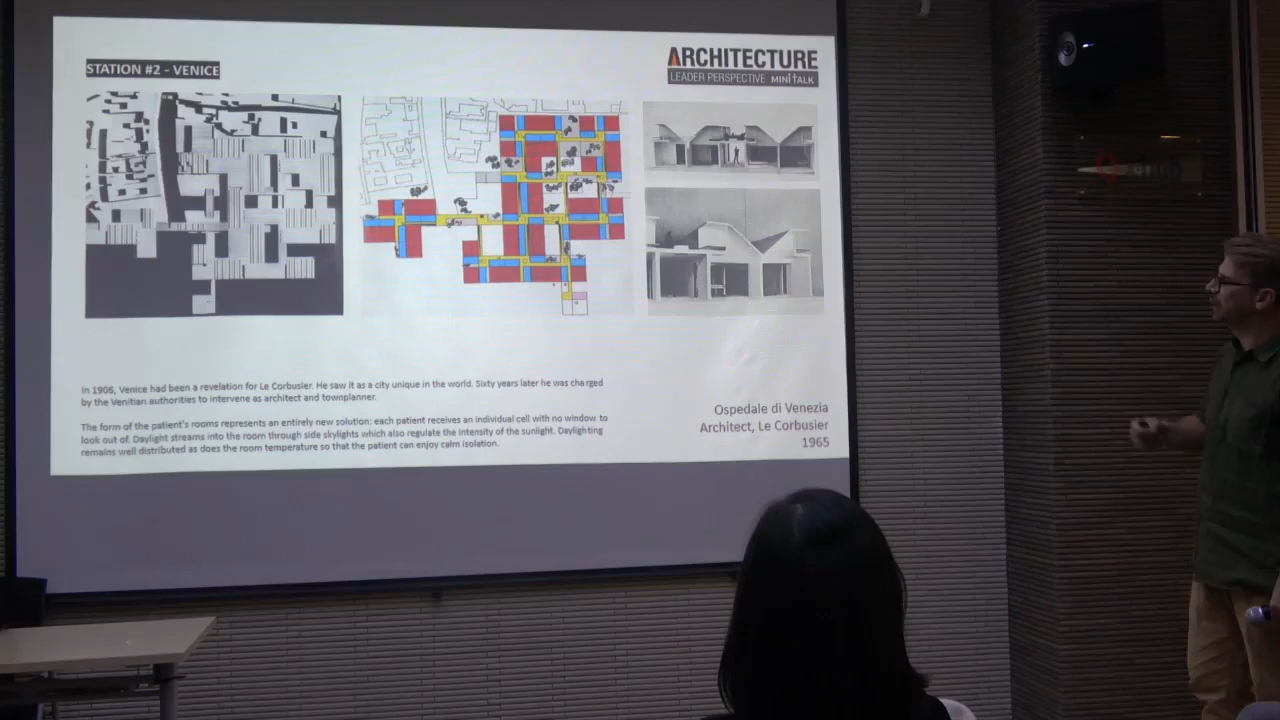 STATION #2 - VENICE
ARCHITECTURE
LEADER PERSPECTIVE MINITALK
In 1906, Venice had been a revelation for Le Corbusier. He saw it as a city unique in the world. Sixty years later he was charged
by the Venitian authorities to intervene as architect and townplanner.
The form of the patient's rooms represents an entirely new solution: each patient receives an individual cell with no window to
look out of. Daylight streams into the room through side skylights which also regulate the intensity of the sunlight. Daylighting
remains well distributed as does the room temperature so that the patient can enjoy calm isolation.
Ospedale di Venezia
Architect, Le Corbusier
1965